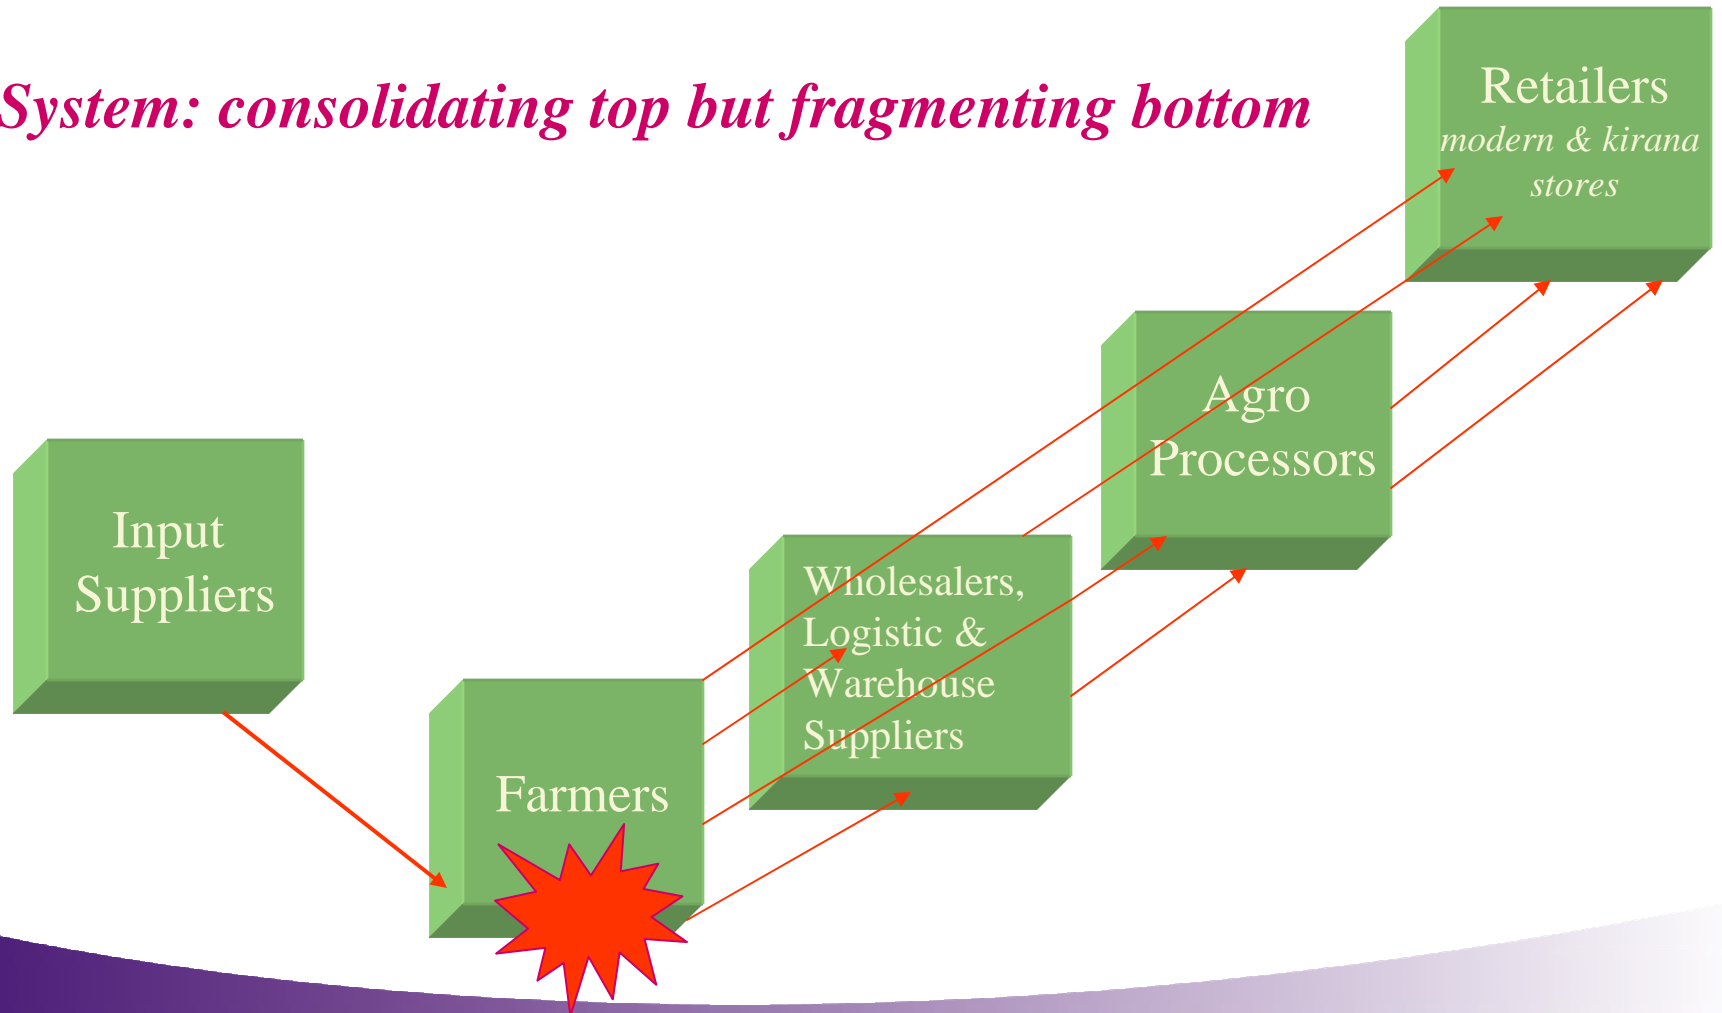 System: consolidating top but fragmenting bottom
Retailers
modern & kirana
stores
Agro
Processors
Input
Suppliers
Wholesalers,
Logistic &
Warehouse
Suppliers
Farmers